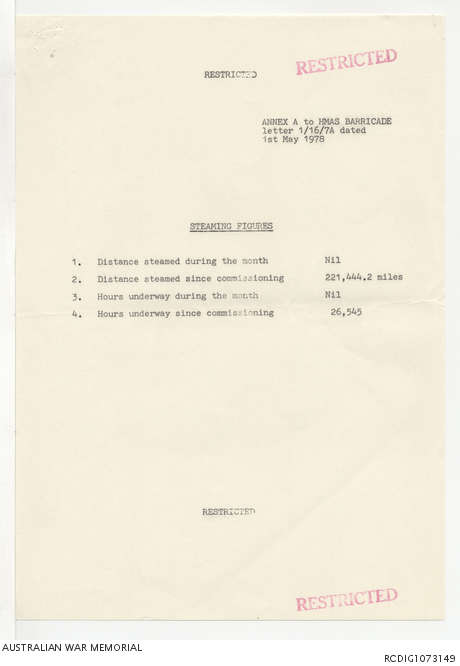 RESTRICTED
RESTRICTED
ANNEX A to HMAS BARRICADE
letter 1/16/7A dated
1st May 1978
STEAMING FIGURES
1. Distance steamed during the month Nil
2. Distance steamed since commissioning 221,444.2 miles
3. Hours underway during the month Nil
4. Hours underway since commissioning 26,545
RESTRICTED
RESTRICTED
AUSTRALIAN WAR MEMORIAL RCDIG1073149